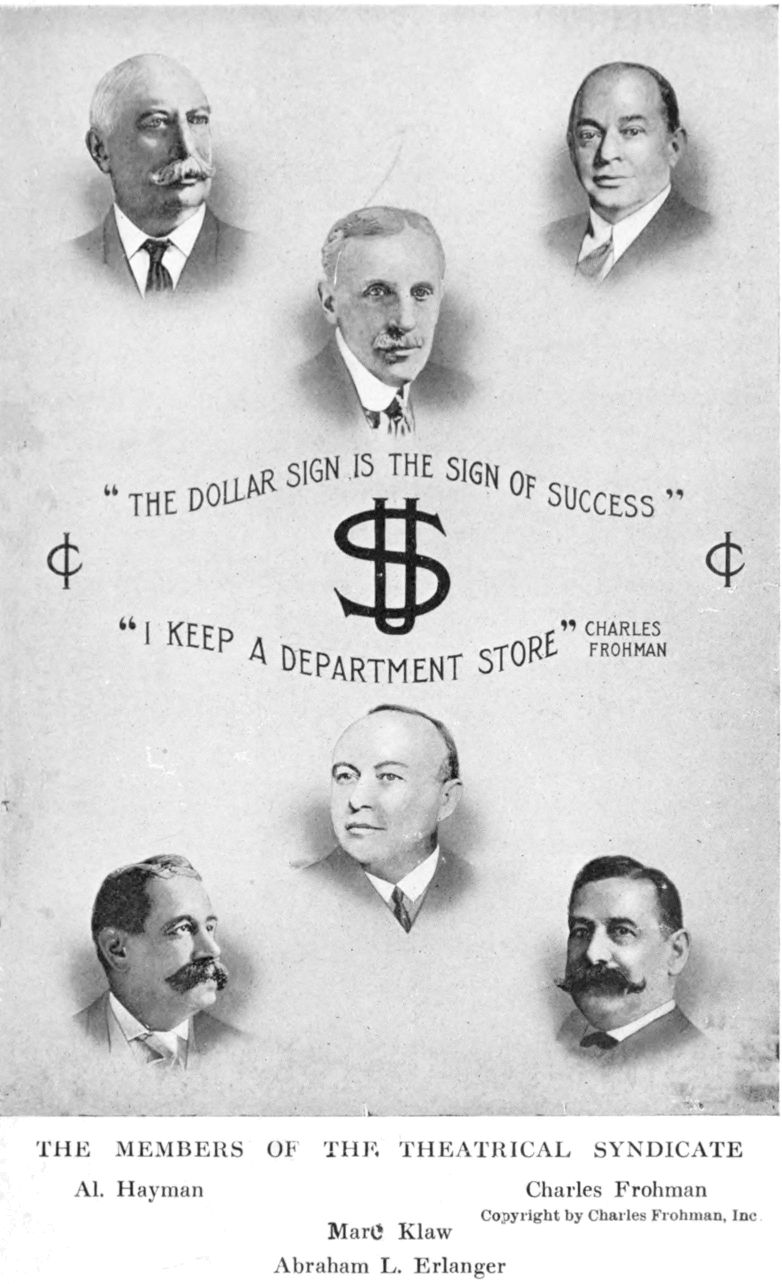 “ THE DOLLAR SIGN IS THE SIGN OF SUCCESS ”
¢ $ ¢
“ I KEEP A DEPARTMENT STORE” CHARLES
FROHMAN
THE MEMBERS OF THE THEATRICAL SYNDICATE
Al. Hayman Charles Frohman
Copyright by Charles Frohman, Inc.
Marc Klaw
Abraham L. Erlanger